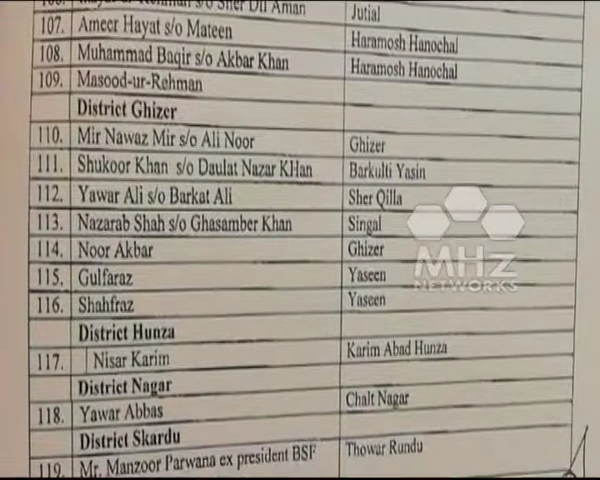 s/o Sher Dil Aman Jutial
107. Ameer Hayat s/o Mateen Haramosh Hanochal
108. Muhammad Baqir s/o Akbar Khan Haramosh Hanochal
109. Masood-ur-Rehman
District Ghizer
110. Mir Nawaz Mir s/o Ali Noor Ghizer
111. Shukoor Khan s/o Daulat Nazar KHan Barkulti Yasin
112. Yawar Ali s/o Barkat Ali Sher Qilla
113. Nazarab Shah s/o Ghasamber Khan Singal
114. Noor Akbar Ghizer
115. Gulfaraz Yaseen
116. Shahfraz Yaseen
District Hunza
117. Nisar Karim Karim Abad Hunza
District Nagar
118. Yawar Abbas Chalt Nagar
District Skardu
119. Mr. Manzoor Parwana ex president BSF Thowar Rundu
MHz
NETWORKS